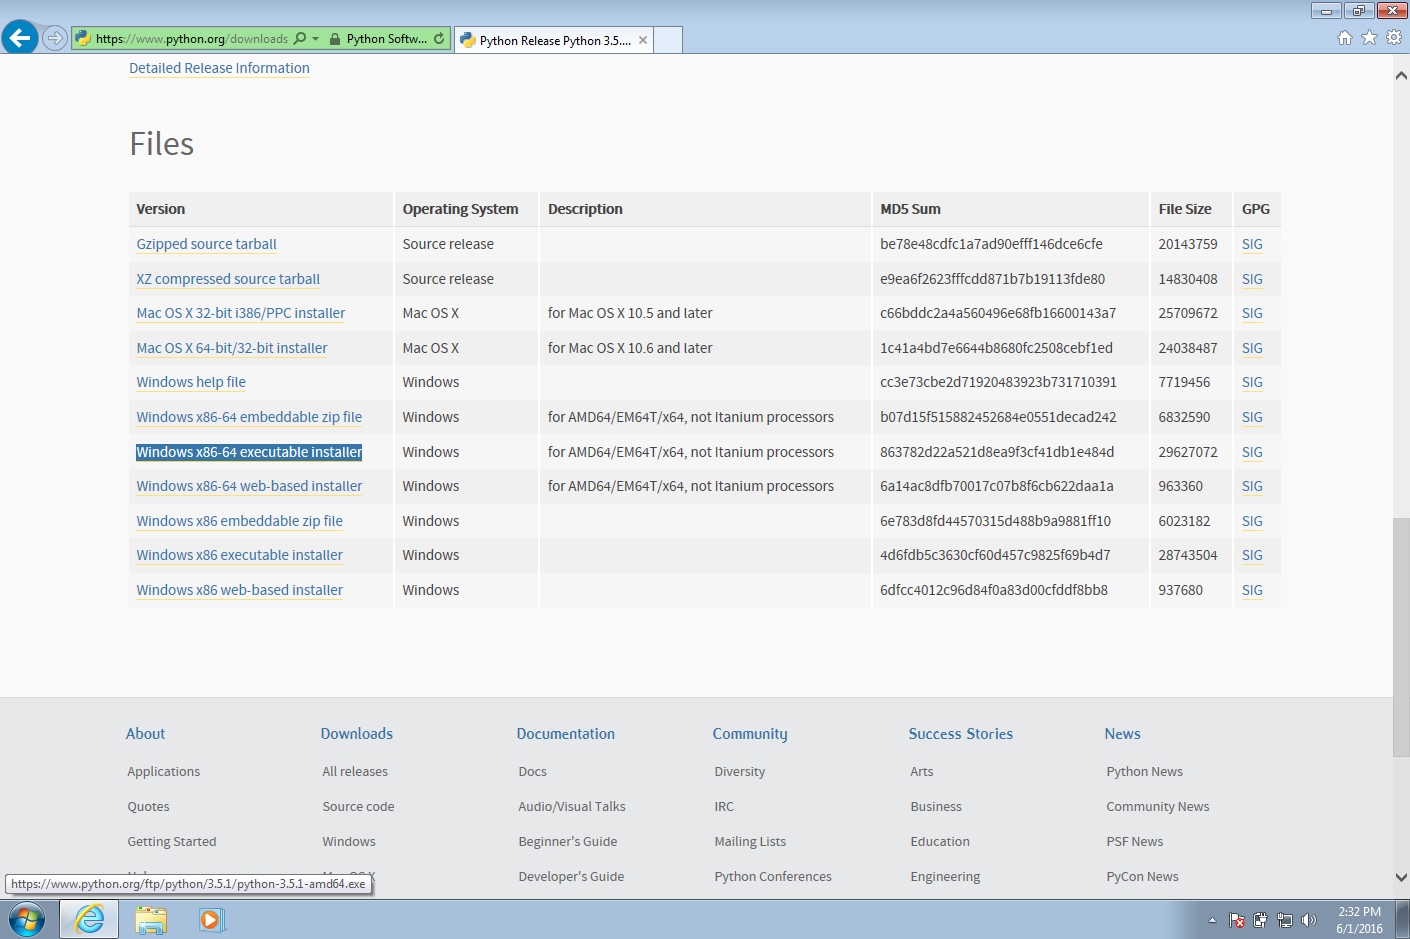 https://www.python.org/downloads
Python Softw...
Python Release Python 3.5....
Detailed Release Information
Files
Version Operating System Description MD5 Sum File Size GPG
Gzipped source tarball Source release be78e48cdfc1a7ad90efff146dce6cfe 20143759 SIG
XZ compressed source tarball Source release e9ea6f2623fffcdd871b7b19113fde80 14830408 SIG
Mac OS X 32-bit i386/PPC installer Mac OS X for Mac OS X 10.5 and later c66bddc2a4a560496e68fb16600143a7 25709672 SIG
Mac OS X 64-bit/32-bit installer Mac OS X for Mac OS X 10.6 and later 1c41a4bd7e6644b8680fc2508cebf1ed 24038487 SIG
Windows help file Windows cc3e73cbe2d71920483923b731710391 7719456 SIG
Windows x86-64 embeddable zip file Windows for AMD64/EM64T/x64, not Itanium processors b07d15f515882452684e0551decad242 6832590 SIG
Windows x86-64 executable installer Windows for AMD64/EM64T/x64, not Itanium processors 863782d22a521d8ea9f3cf41db1e484d 29627072 SIG
Windows x86-64 web-based installer Windows for AMD64/EM64T/x64, not Itanium processors 6a14ac8dfb70017c07b8f6cb622daa1a 963360 SIG
Windows x86 embeddable zip file Windows 6e783d8fd44570315d488b9a9881ff10 6023182 SIG
Windows x86 executable installer Windows 4d6fdb5c3630cf60d457c9825f69b4d7 28743504 SIG
Windows x86 web-based installer Windows 6dfcc4012c96d84f0a83d00cfddf8bb8 937680 SIG
About Downloads Documentation Community Success Stories News
Applications All releases Docs Diversity Arts Python News
Quotes Source code Audio/Visual Talks IRC Business Community News
Getting Started Windows Beginner's Guide Mailing Lists Education PSF News
Developer's Guide Python Conferences Engineering PyCon News
https://www.python.org/ftp/python/3.5.1/python-3.5.1-amd64.exe
2:32 PM
6/1/2016